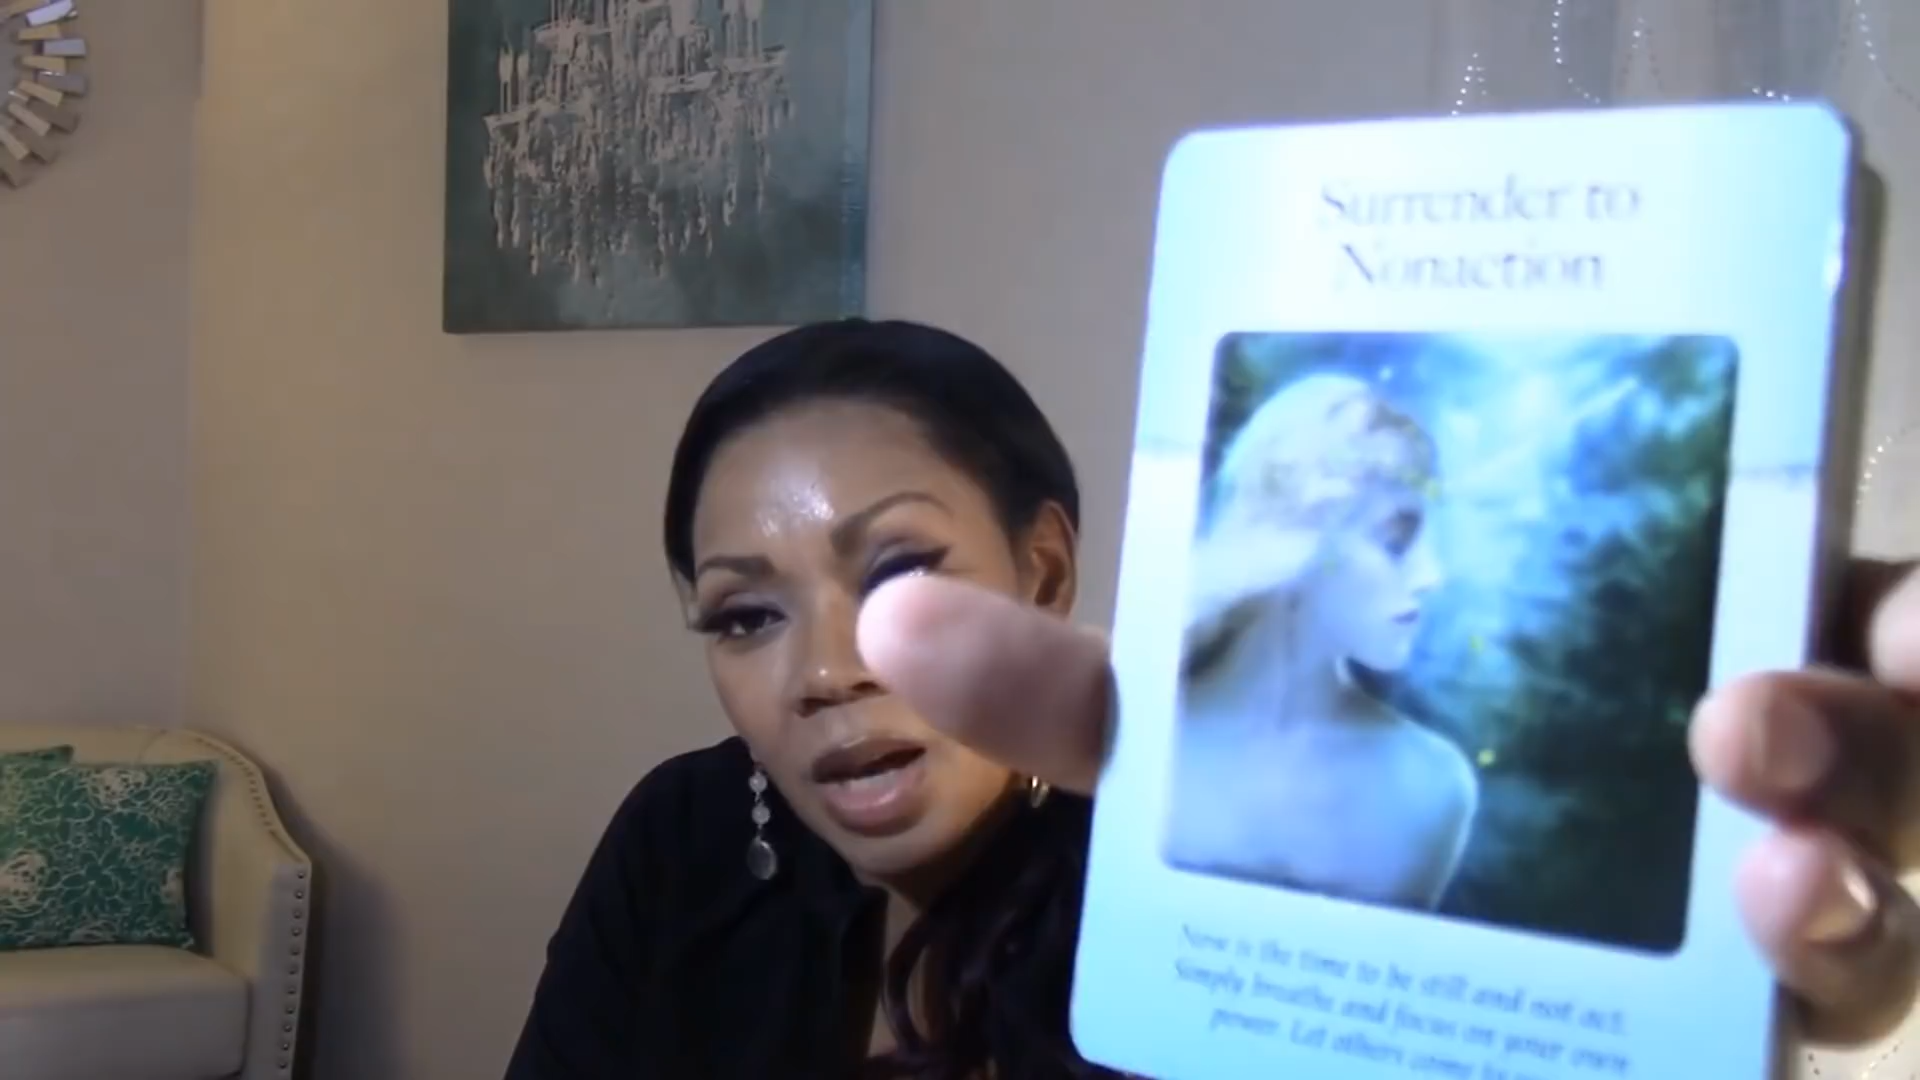 Surrender to
Nonaction
Now is the time to be still and not act.
Simply breathe and focus on your own
power. Let others come to